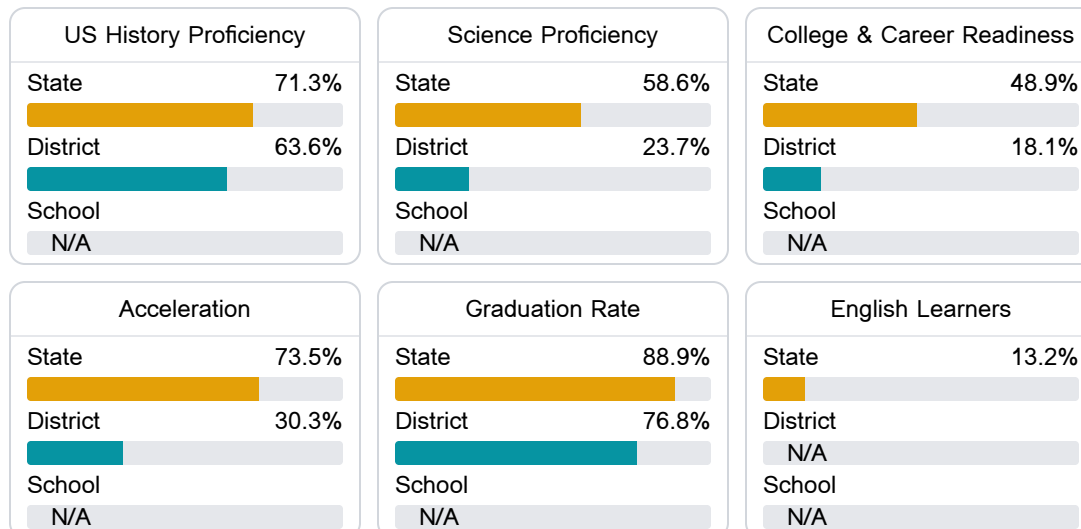 US History Proficiency
State 71.3%
District 63.6%
School
N/A
Science Proficiency
State 58.6%
District 23.7%
School
N/A
College & Career Readiness
State 48.9%
District 18.1%
School
N/A
Acceleration
State 73.5%
District 30.3%
School
N/A
Graduation Rate
State 88.9%
District 76.8%
School
N/A
English Learners
State 13.2%
District
N/A
School
N/A